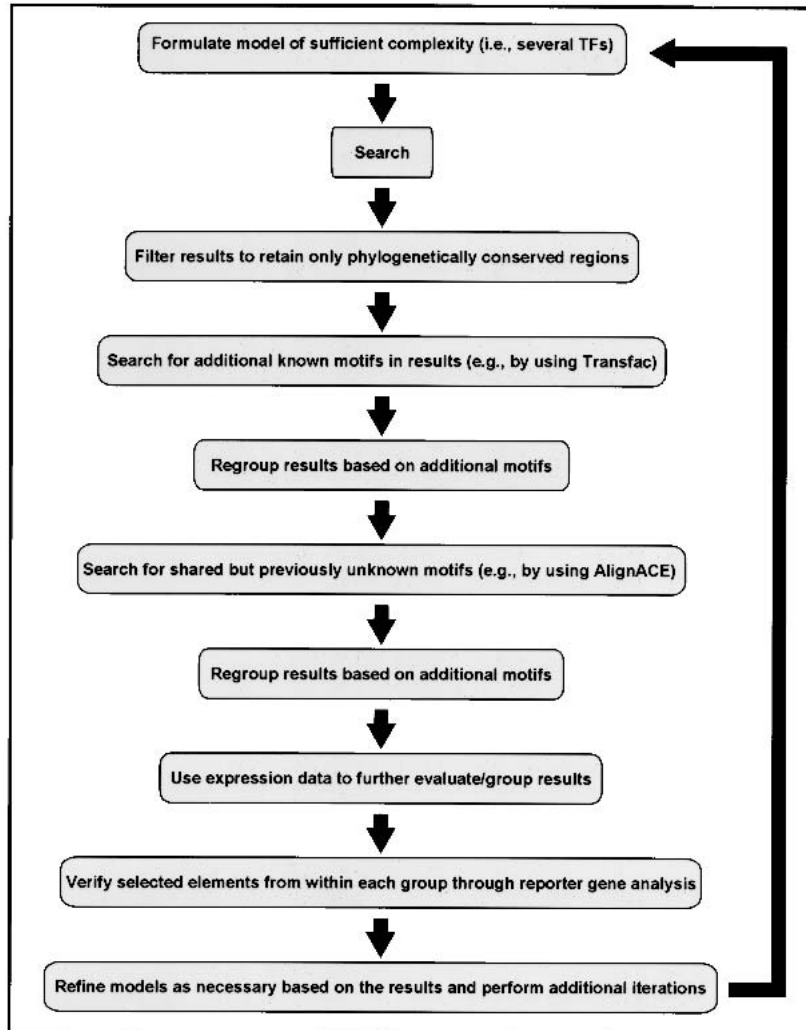 Formulate model of sufficient complexity (i.e., several TFs)
Search
Filter results to retain only phylogenetically conserved regions
Search for additional known motifs in results (e.g., by using Transfac)
Regroup results based on additional motifs
Search for shared but previously unknown motifs (e.g., by using AlignACE)
Regroup results based on additional motifs
Use expression data to further evaluate/group results
Verify selected elements from within each group through reporter gene analysis
Refine models as necessary based on the results and perform additional iterations